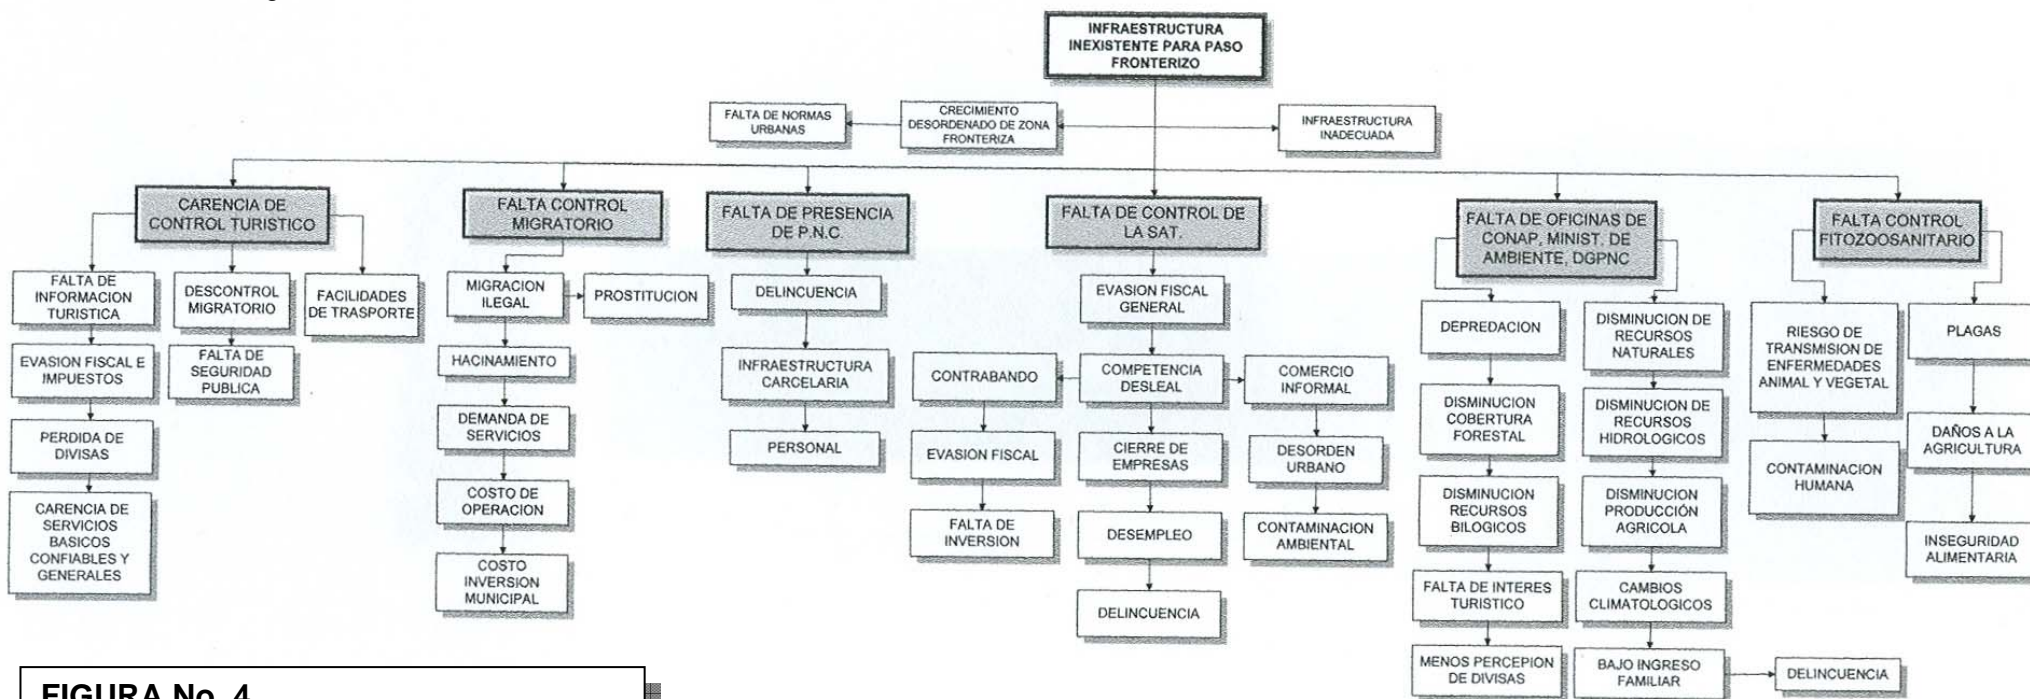 INFRAESTRUCTURA
INEXISTENTE PARA PASO
FRONTERIZO
FALTA DE NORMAS
URBANAS
CRECIMIENTO
DESORDENADO DE ZONA
FRONTERIZA
INFRAESTRUCTURA
INADECUADA
CARENCIA DE
CONTROL TURISTICO
FALTA CONTROL
MIGRATORIO
FALTA DE PRESENCIA
DE P.N.C.
FALTA DE CONTROL DE
LA SAT.
FALTA DE OFICINAS DE
CONAP, MINIST. DE
AMBIENTE, DGPNC
FALTA CONTROL
FITOZOOSANITARIO
FALTA DE
INFORMACION
TURISTICA
EVASION FISCAL E
IMPUESTOS
PERDIDA DE
DIVISAS
CARENCIA DE
SERVICIOS
BASICOS
CONFIABLES Y
GENERALES
DESCONTROL
MIGRATORIO
FALTA DE
SEGURIDAD
PUBLICA
FACILIDADES
DE TRASPORTE
MIGRACION
ILEGAL
PROSTITUCION
HACINAMIENTO
DEMANDA DE
SERVICIOS
COSTO DE
OPERACION
COSTO
INVERSION
MUNICIPAL
DELINCUENCIA
INFRAESTRUCTURA
CARCELARIA
PERSONAL
EVASION FISCAL
GENERAL
CONTRABANDO
COMPETENCIA
DESLEAL
COMERCIO
INFORMAL
EVASION FISCAL
FALTA DE
INVERSION
CIERRE DE
EMPRESAS
DESEMPLEO
DELINCUENCIA
DESORDEN
URBANO
CONTAMINACION
AMBIENTAL
DEPREDACION
DISMINUCION
COBERTURA
FORESTAL
DISMINUCION
RECURSOS
BILOGICOS
FALTA DE INTERES
TURISTICO
MENOS PERCEPION
DE DIVISAS
DISMINUCION DE
RECURSOS
NATURALES
DISMINUCION DE
RECURSOS
HIDROLOGICOS
DISMINUCION
PRODUCCIÓN
AGRICOLA
CAMBIOS
CLIMATOLOGICOS
BAJO INGRESO
FAMILIAR
DELINCUENCIA
RIESGO DE
TRANSMISION DE
ENFERMEDADES
ANIMAL Y VEGETAL
CONTAMINACION
HUMANA
PLAGAS
DAÑOS A LA
AGRICULTURA
INSEGURIDAD
ALIMENTARIA
FIGURA No. 4